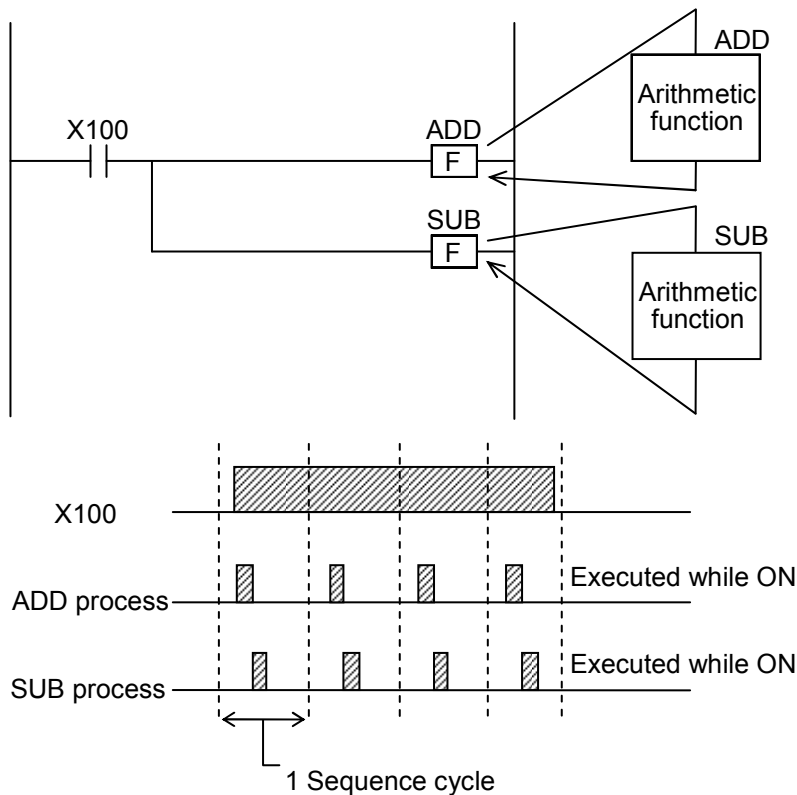 ADD
Arithmetic
function
X100
ADD
F
SUB
F
SUB
Arithmetic
function
X100
ADD process
Executed while ON
SUB process
Executed while ON
1 Sequence cycle